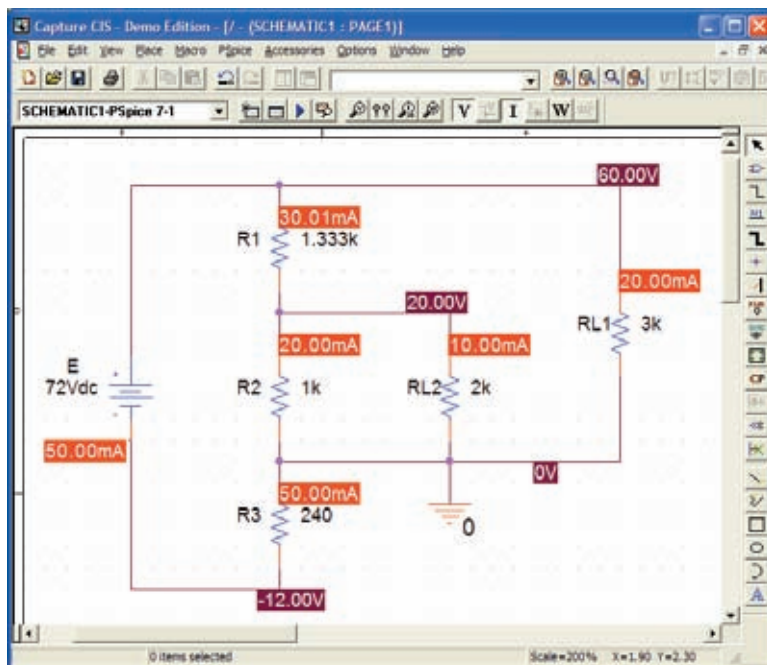 Capture CIS - Demo Edition - [/ - (SCHEMATIC1 : PAGE1)]
File Edit View Place Macro PSpice Accessories Options Window Help
SCHEMATIC1-PSpice 7-1
V I W
60.00V
30.01mA
R1 1.333k
20.00mA
20.00V
RL1 3k
20.00mA 10.00mA
E
72Vdc
R2 1k
RL2 2k
50.00mA
0V
50.00mA
R3 240
0
-12.00V
0 items selected Scale=200% X=1.90 Y=2.30